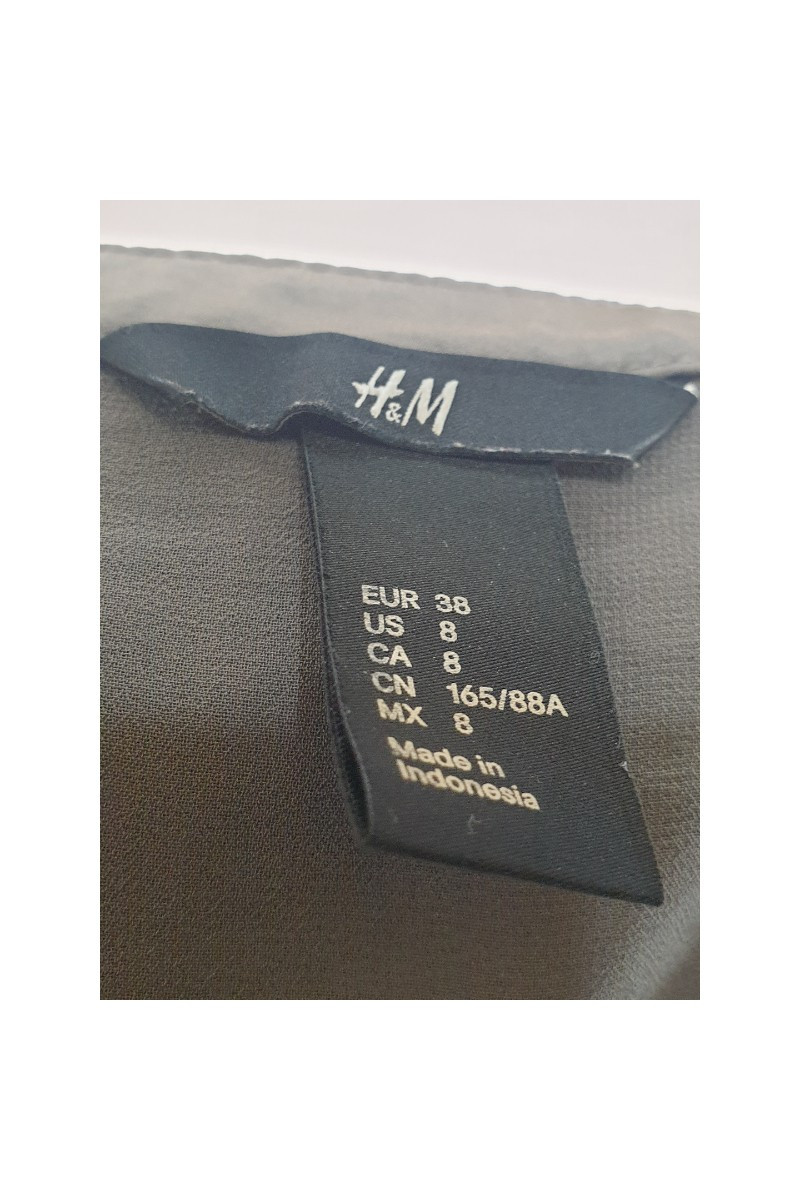 H&M
EUR 38
US 8
CA 8
CN 165/88A
MX 8
Made in
Indonesia